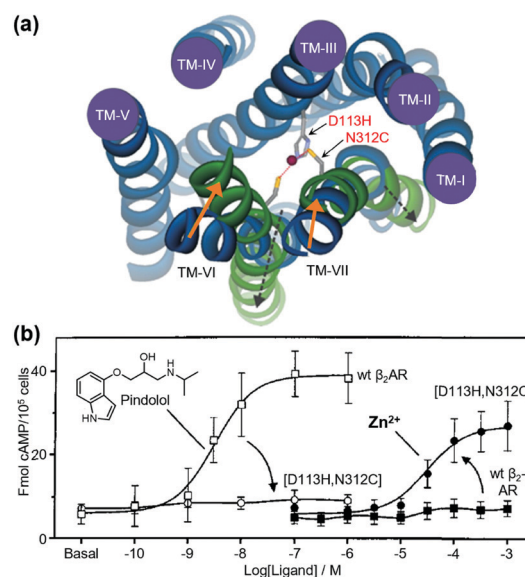 (a)
TM-III
TM-IV
TM-II
TM-V
D113H
N312C
TM-I
TM-VI
TM-VII
(b)
OH
H
N
O
N
H
Pindolol
wt β₂AR
[D113H,N312C]
Zn²⁺
[D113H,N312C]
wt β₂-
AR
Fmol cAMP/10⁵ cells
40
20
0
Basal -10 -9 -8 -7 -6 -5 -4 -3
Log[Ligand] / M